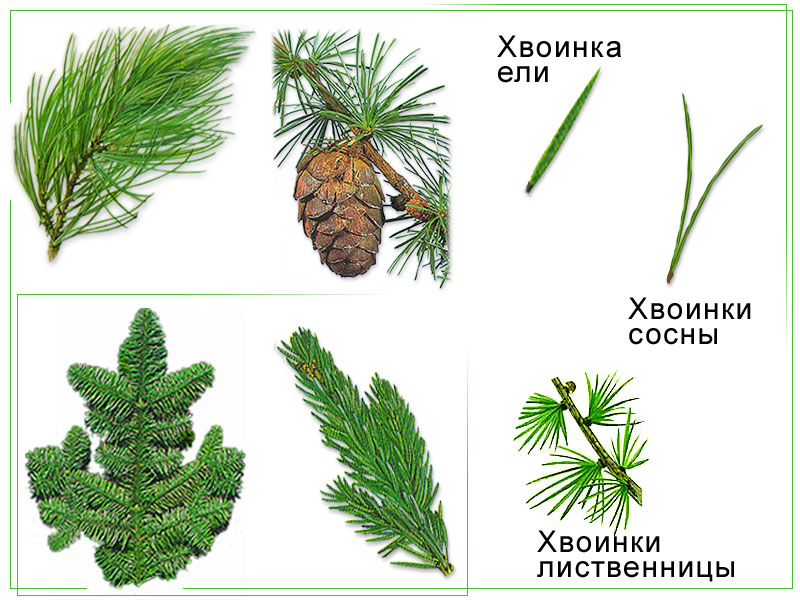 Хвоинка
ели
Хвоинки
сосны
Хвоинки
лиственницы